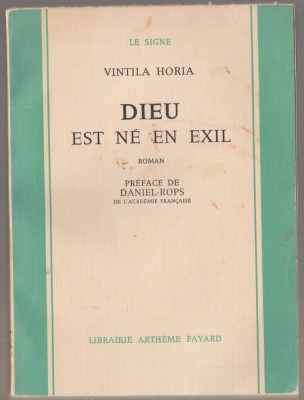 LE SIGNE
VINTILA HORIA
DIEU
EST NÉ EN EXIL
ROMAN
PRÉFACE DE
DANIEL-ROPS
DE L'ACADÉMIE FRANÇAISE
LIBRAIRIE ARTHÈME FAYARD